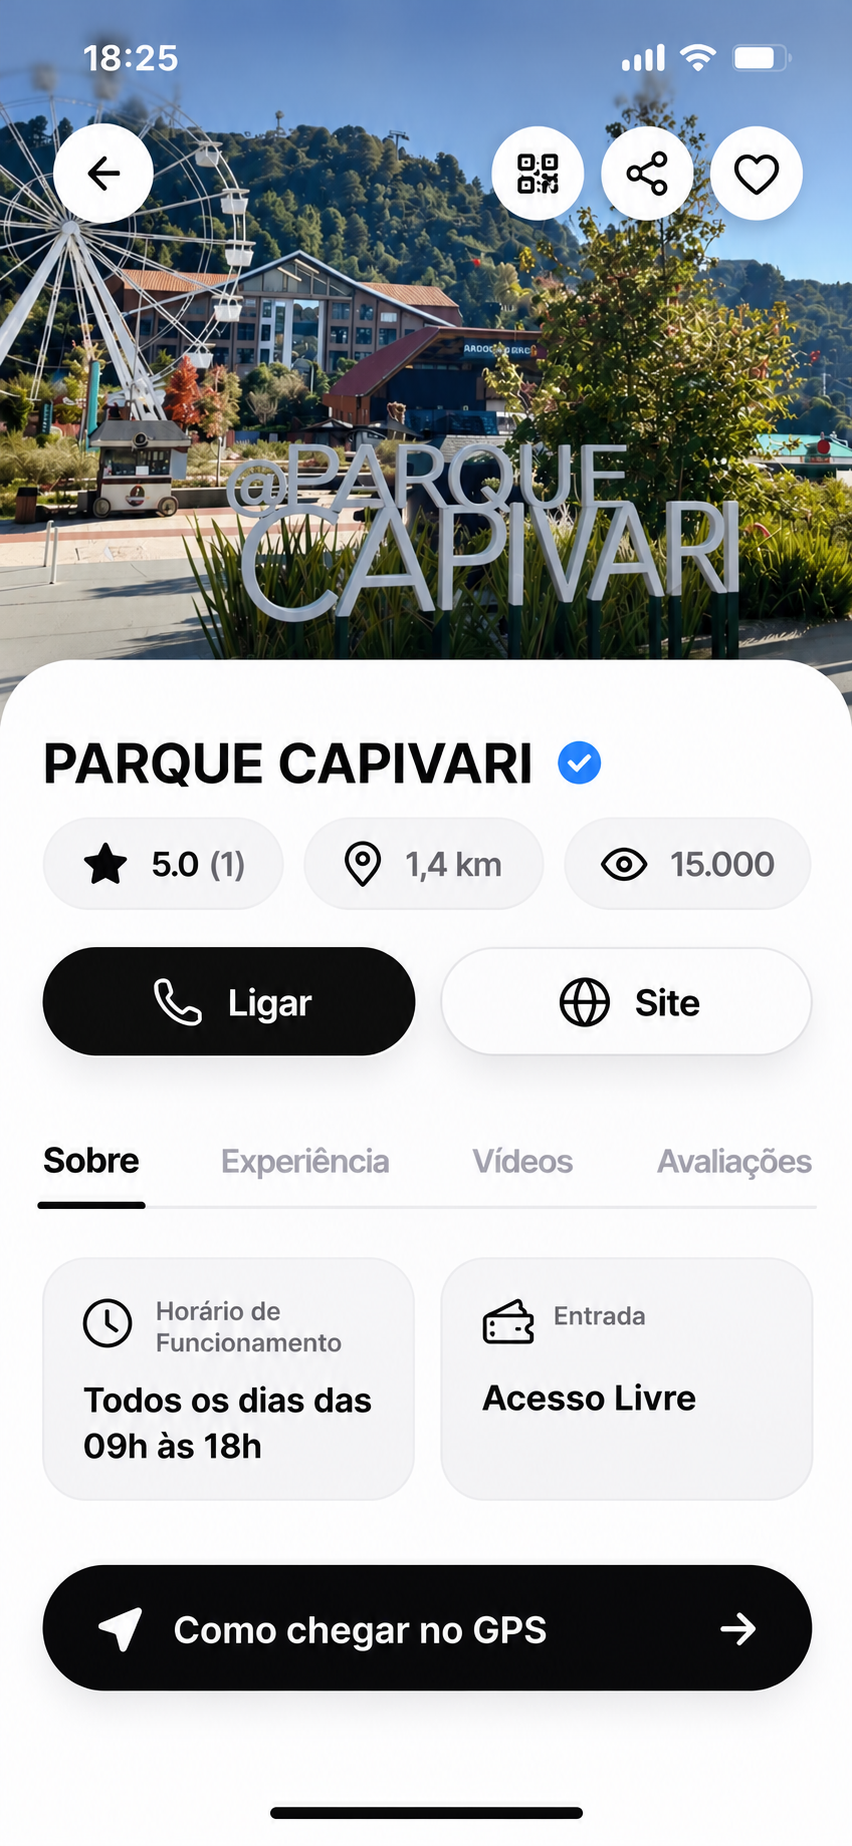 18:25
@PARQUE
CAPIVARI
PARQUE CAPIVARI
5.0 (1)
1,4 km
15.000
Ligar
Site
Sobre
Experiência
Vídeos
Avaliações
Horário de
Funcionamento
Todos os dias das
09h às 18h
Entrada
Acesso Livre
Como chegar no GPS